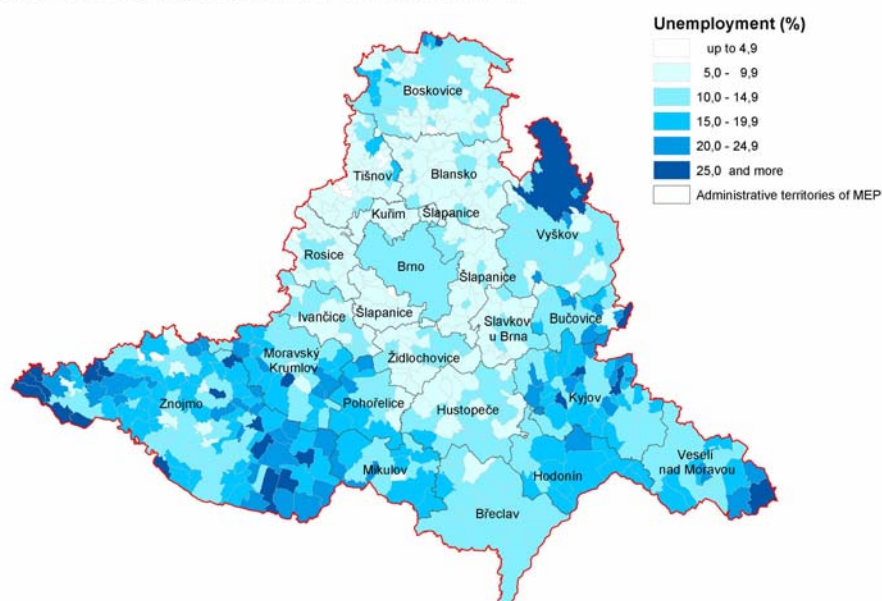 Unemployment (%)
up to 4,9
5,0 - 9,9
10,0 - 14,9
15,0 - 19,9
20,0 - 24,9
25,0 and more
Administrative territories of MEP
Boskovice
Tišnov
Blansko
Kuřim
Šlapanice
Vyškov
Rosice
Brno
Šlapanice
Ivančice
Šlapanice
Slavkov
u Brna
Bučovice
Moravský
Krumlov
Židlochovice
Znojmo
Pohořelice
Hustopeče
Kyjov
Mikulov
Hodonín
Veselí
nad Moravou
Břeclav